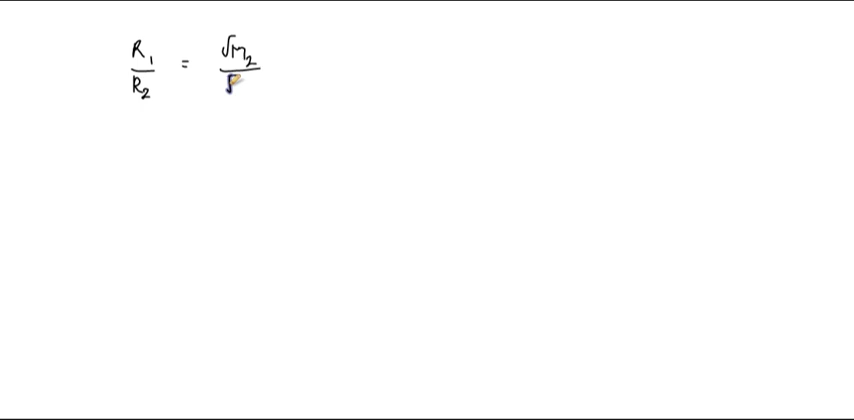 R₁/R₂ = √M₂/√